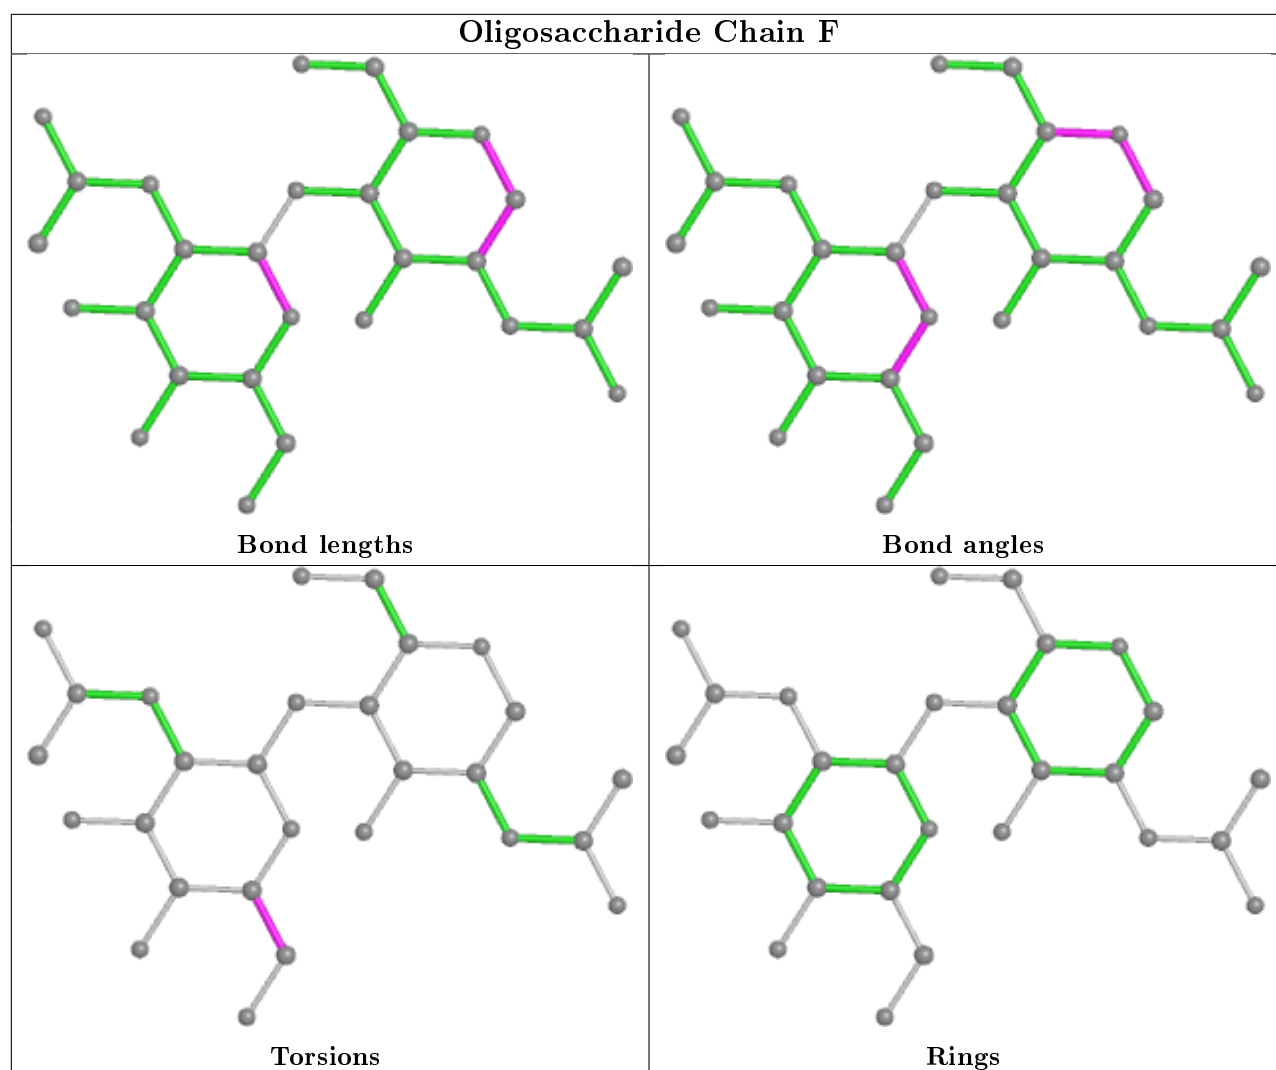 Oligosaccharide Chain F
Bond lengths
Bond angles
Torsions
Rings